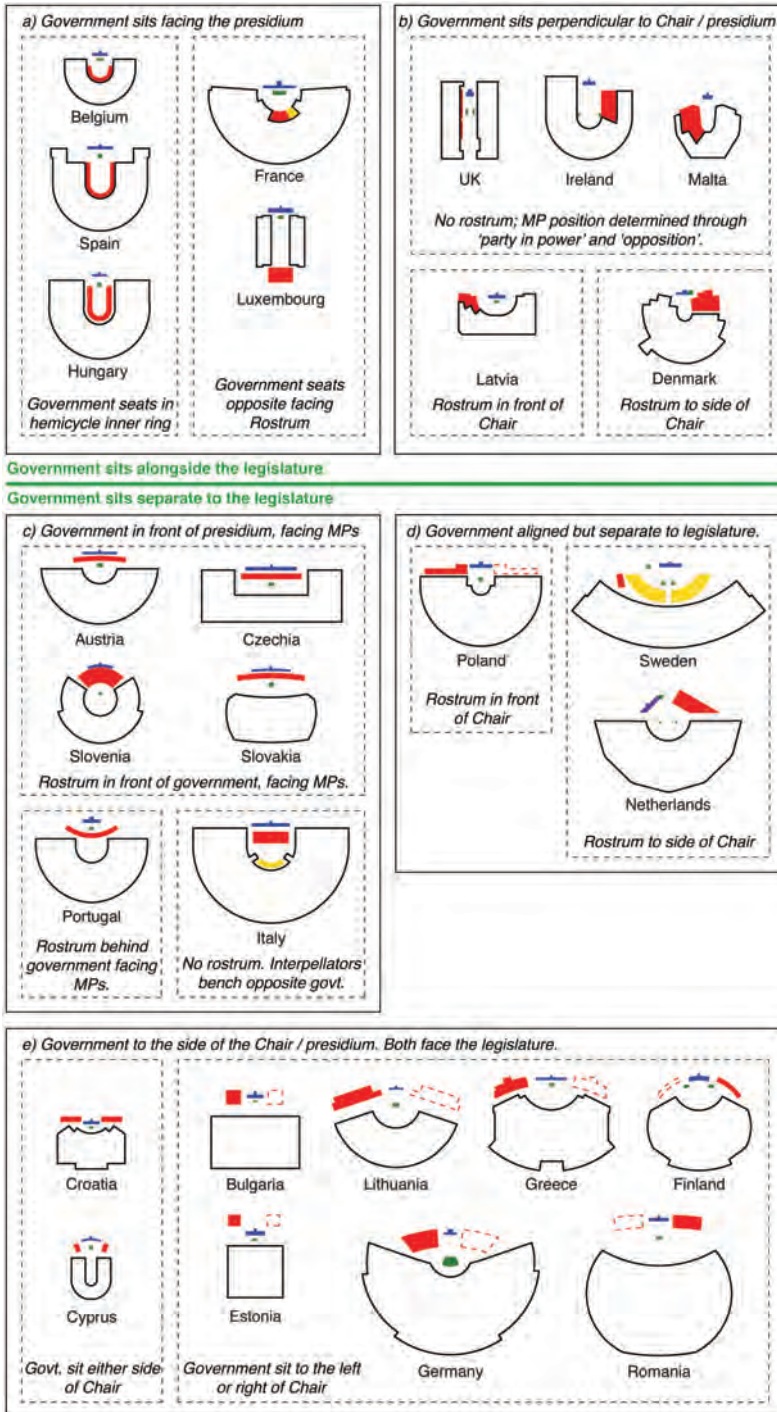 a) Government sits facing the presidium
Belgium
Spain
Hungary
Government seats in
hemicycle inner ring
France
Luxembourg
Government seats
opposite facing
Rostrum
b) Government sits perpendicular to Chair / presidium
UK
Ireland
Malta
No rostrum; MP position determined through
‘party in power’ and ‘opposition’.
Latvia
Rostrum in front of
Chair
Denmark
Rostrum to side of
Chair
Government sits alongside the legislature
Government sits separate to the legislature
c) Government in front of presidium, facing MPs
Austria
Czechia
Slovenia
Slovakia
Rostrum in front of government, facing MPs.
Portugal
Rostrum behind
government facing
MPs.
Italy
No rostrum. Interpellators
bench opposite govt.
d) Government aligned but separate to legislature.
Poland
Rostrum in front
of Chair
Sweden
Netherlands
Rostrum to side of Chair
e) Government to the side of the Chair / presidium. Both face the legislature.
Croatia
Cyprus
Govt. sit either side
of Chair
Bulgaria
Lithuania
Greece
Finland
Estonia
Germany
Romania
Government sit to the left
or right of Chair